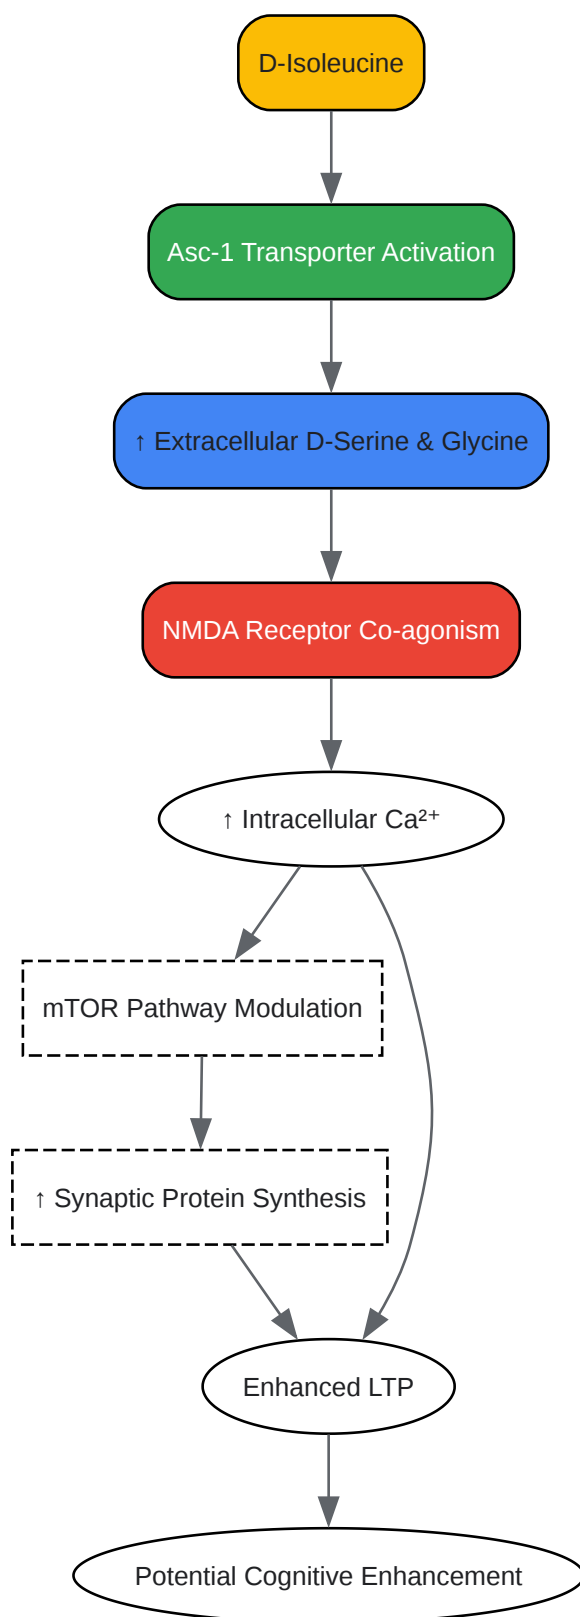 D-Isoleucine
Asc-1 Transporter Activation
↑ Extracellular D-Serine & Glycine
NMDA Receptor Co-agonism
↑ Intracellular Ca²⁺
mTOR Pathway Modulation
↑ Synaptic Protein Synthesis
Enhanced LTP
Potential Cognitive Enhancement